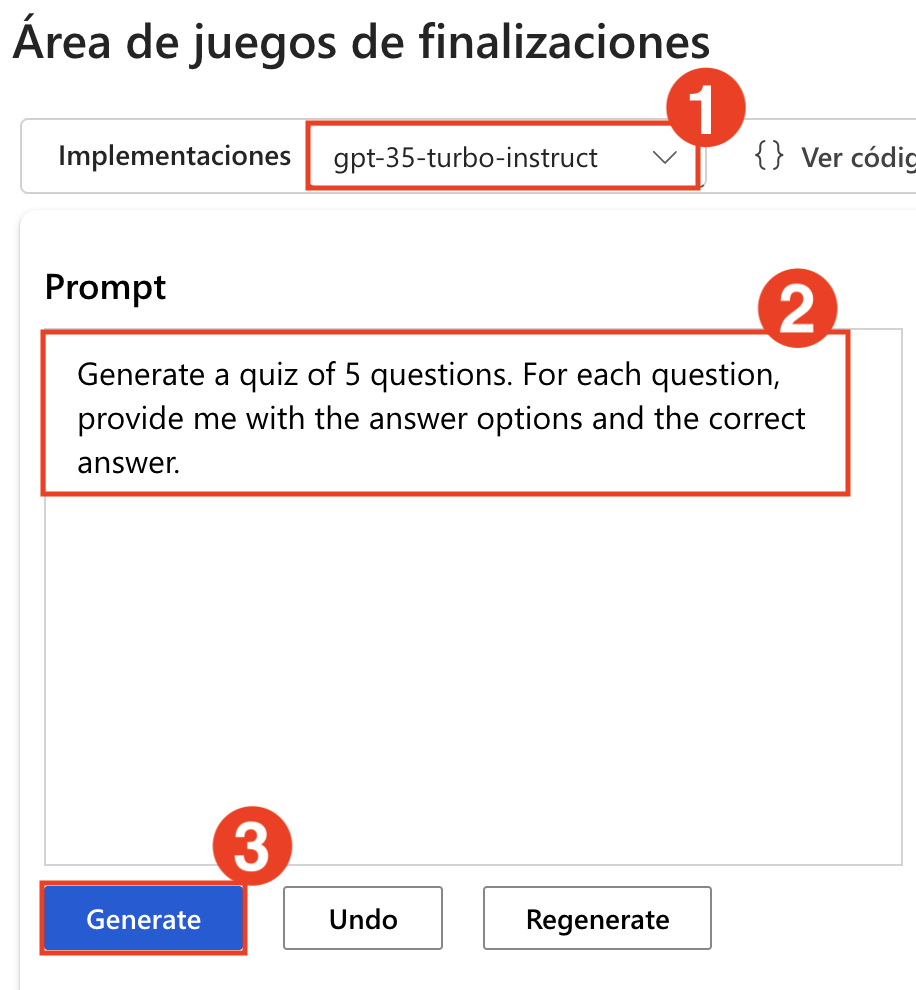 Área de juegos de finalizaciones
1
Implementaciones gpt-35-turbo-instruct {} Ver códig
Prompt
2
Generate a quiz of 5 questions. For each question,
provide me with the answer options and the correct
answer.
3
Generate Undo Regenerate